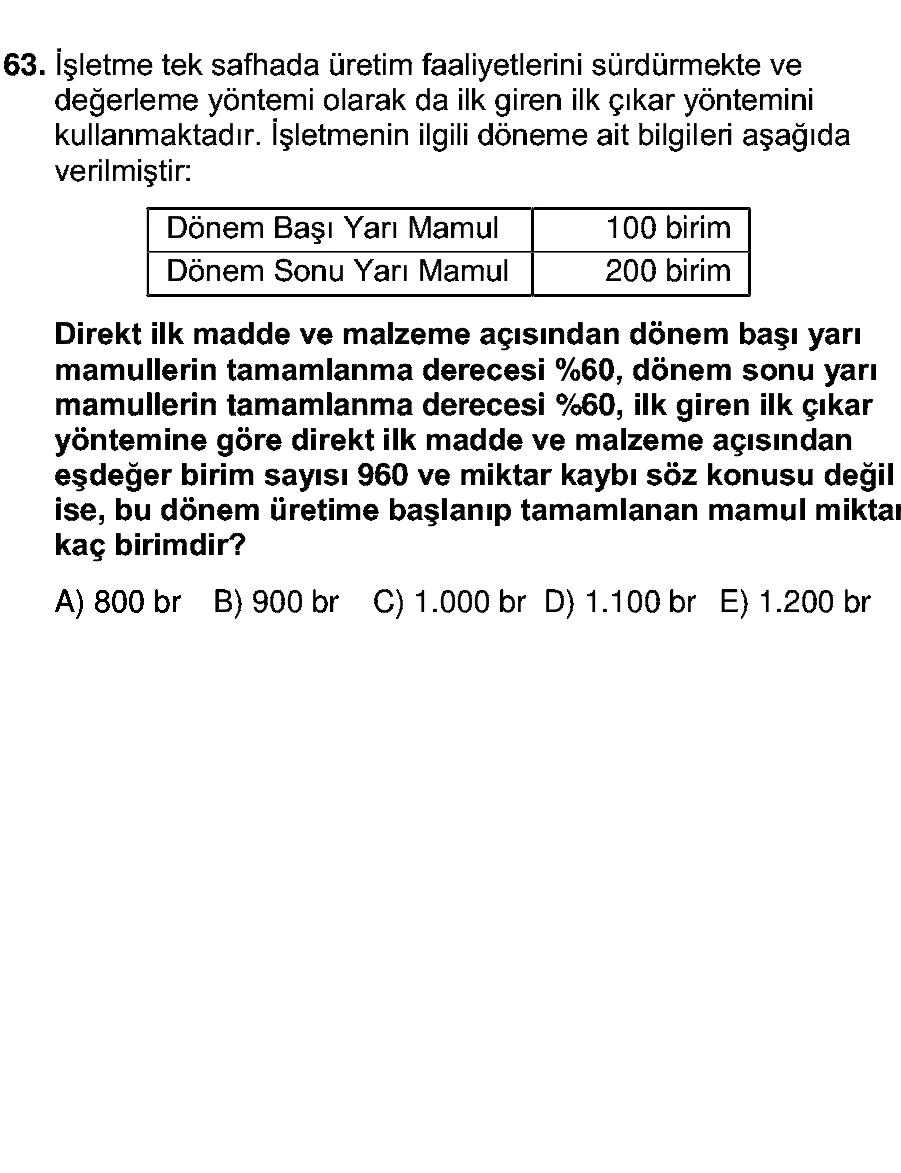 63. İşletme tek safhada üretim faaliyetlerini sürdürmekte ve
değerleme yöntemi olarak da ilk giren ilk çıkar yöntemini
kullanmaktadır. İşletmenin ilgili döneme ait bilgileri aşağıda
verilmiştir:
Dönem Başı Yarı Mamul 100 birim
Dönem Sonu Yarı Mamul 200 birim
Direkt ilk madde ve malzeme açısından dönem başı yarı
mamullerin tamamlanma derecesi %60, dönem sonu yarı
mamullerin tamamlanma derecesi %60, ilk giren ilk çıkar
yöntemine göre direkt ilk madde ve malzeme açısından
eşdeğer birim sayısı 960 ve miktar kaybı söz konusu değil
ise, bu dönem üretime başlanıp tamamlanan mamul miktar
kaç birimdir?
A) 800 br B) 900 br C) 1.000 br D) 1.100 br E) 1.200 br